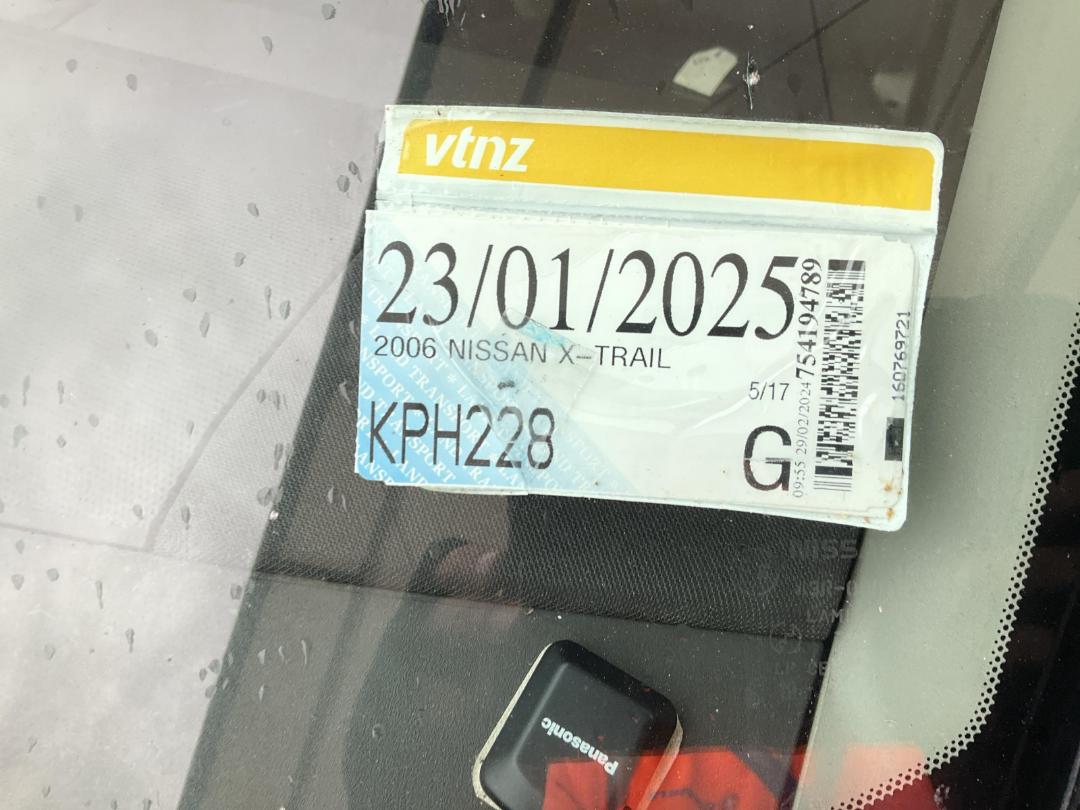 vtnz
23/01/2025
2006 NISSAN X-TRAIL
5/17
KPH228
G
09:55 29/02/2024 754194789
160769721
Panasonic